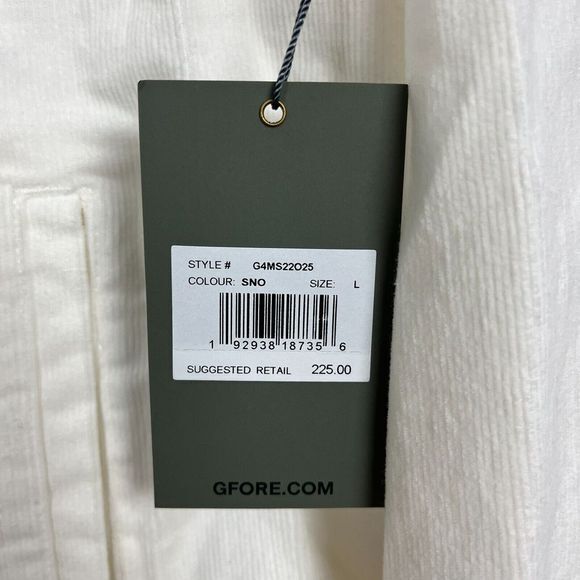 STYLE # G4MS22O25
COLOUR: SNO SIZE: L
1 92938 18735 6
SUGGESTED RETAIL 225.00
GFORE.COM